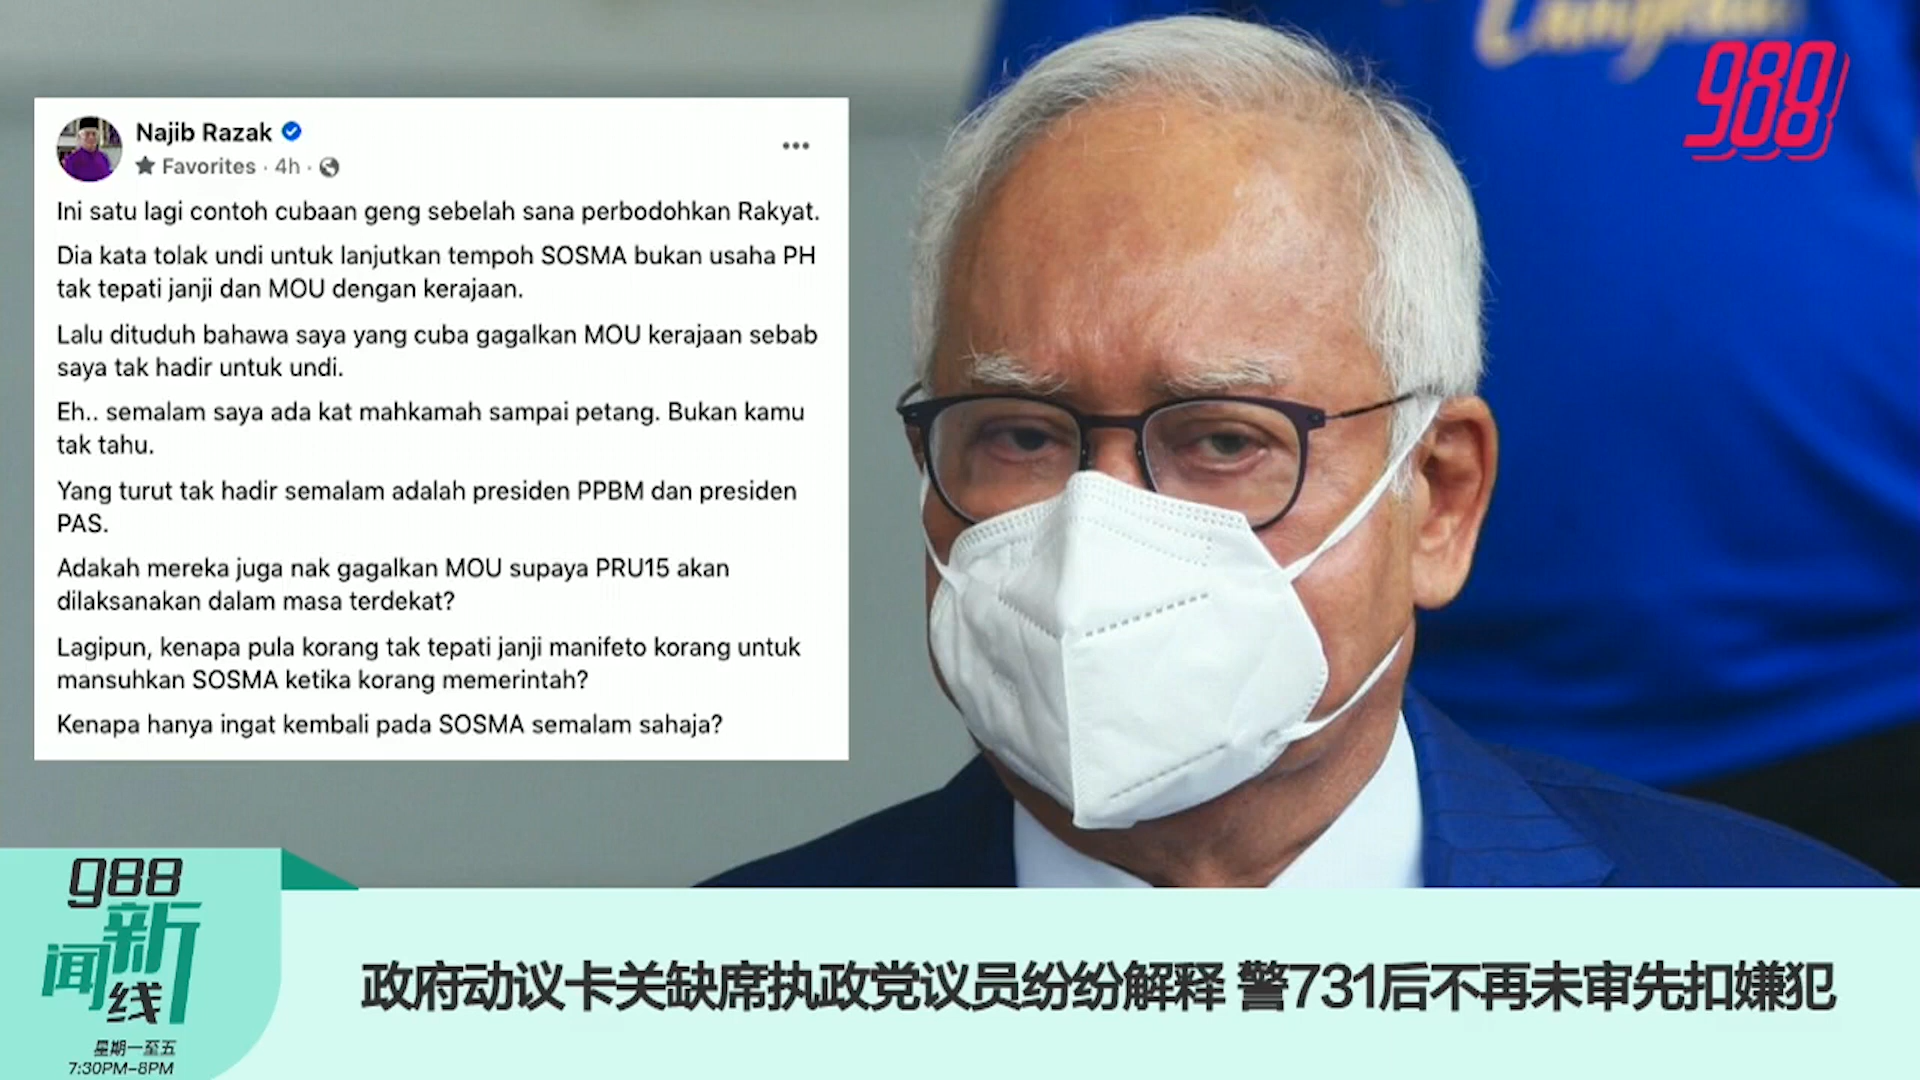 988
Najib Razak
Favorites · 4h ·
Ini satu lagi contoh cubaan geng sebelah sana perbodohkan Rakyat.
Dia kata tolak undi untuk lanjutkan tempoh SOSMA bukan usaha PH
tak tepati janji dan MOU dengan kerajaan.
Lalu dituduh bahawa saya yang cuba gagalkan MOU kerajaan sebab
saya tak hadir untuk undi.
Eh.. semalam saya ada kat mahkamah sampai petang. Bukan kamu
tak tahu.
Yang turut tak hadir semalam adalah presiden PPBM dan presiden
PAS.
Adakah mereka juga nak gagalkan MOU supaya PRU15 akan
dilaksanakan dalam masa terdekat?
Lagipun, kenapa pula korang tak tepati janji manifeto korang untuk
mansuhkan SOSMA ketika korang memerintah?
Kenapa hanya ingat kembali pada SOSMA semalam sahaja?
988
新闻线
星期一至五
7:30PM-8PM
政府动议卡关缺席执政党议员纷纷解释 警731后不再未审先扣嫌犯